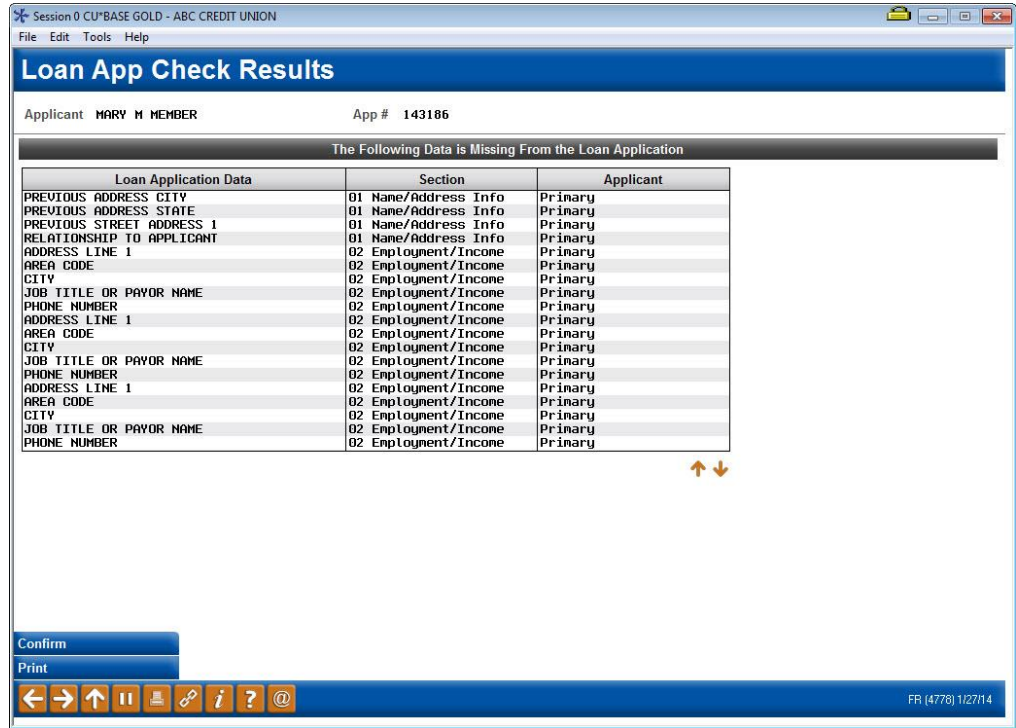 Session 0 CU*BASE GOLD - ABC CREDIT UNION
File Edit Tools Help
Loan App Check Results
Applicant MARY M MEMBER App # 143186
The Following Data is Missing From the Loan Application
Loan Application Data Section Applicant
PREVIOUS ADDRESS CITY 01 Name/Address Info Primary
PREVIOUS ADDRESS STATE 01 Name/Address Info Primary
PREVIOUS STREET ADDRESS 1 01 Name/Address Info Primary
RELATIONSHIP TO APPLICANT 01 Name/Address Info Primary
ADDRESS LINE 1 02 Employment/Income Primary
AREA CODE 02 Employment/Income Primary
CITY 02 Employment/Income Primary
JOB TITLE OR PAYOR NAME 02 Employment/Income Primary
PHONE NUMBER 02 Employment/Income Primary
ADDRESS LINE 1 02 Employment/Income Primary
AREA CODE 02 Employment/Income Primary
CITY 02 Employment/Income Primary
JOB TITLE OR PAYOR NAME 02 Employment/Income Primary
PHONE NUMBER 02 Employment/Income Primary
ADDRESS LINE 1 02 Employment/Income Primary
AREA CODE 02 Employment/Income Primary
CITY 02 Employment/Income Primary
JOB TITLE OR PAYOR NAME 02 Employment/Income Primary
PHONE NUMBER 02 Employment/Income Primary
Confirm
Print
FR (4778) 1/27/14